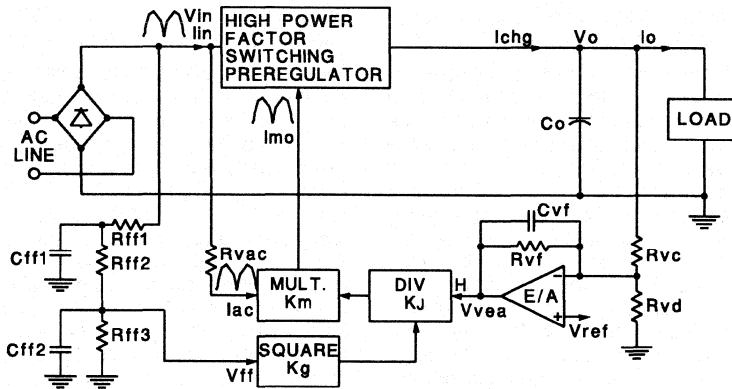 Vin
Iin
HIGH POWER
FACTOR
SWITCHING
PREREGULATOR
Ichg
Vo
Io
AC
LINE
Imo
Co
LOAD
Rff1
Cff1
Rff2
Rvac
Cvf
Rvf
Rvc
Iac
MULT.
Km
DIV
KJ
H
Vvea
E/A
Rvd
Vref
Cff2
Rff3
Vff
SQUARE
Kg